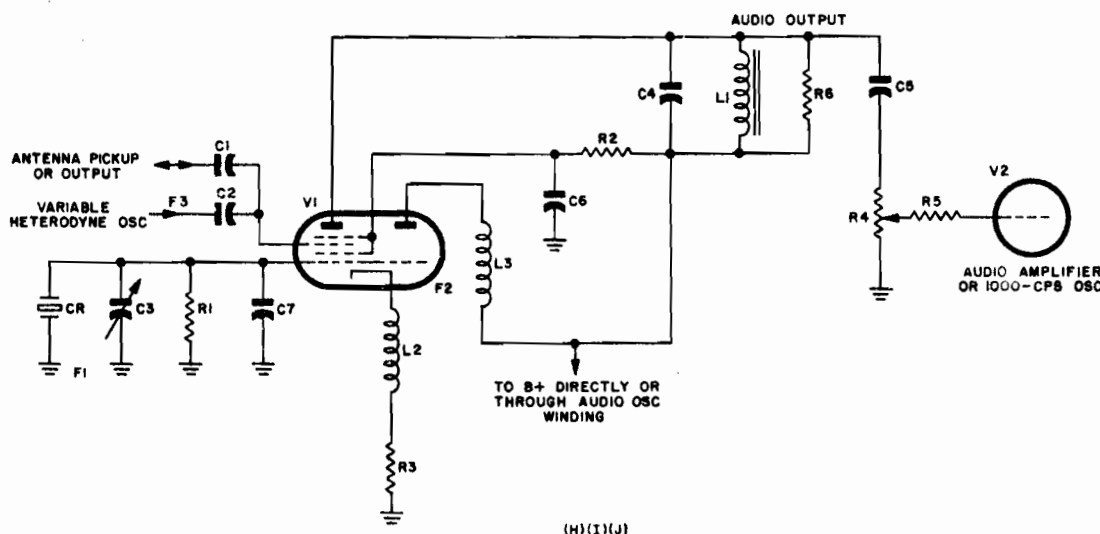 AUDIO OUTPUT
C4
L1
R6
C5
R2
ANTENNA PICKUP
OR OUTPUT
C1
VARIABLE
HETERODYNE OSC
F3
C2
V1
C6
V2
R4
R5
L3
AUDIO AMPLIFIER
OR 1000-CPS OSC
CR
C3
R1
C7
F2
F1
L2
TO B+ DIRECTLY OR
THROUGH AUDIO OSC
WINDING
R3
(H)(I)(J)